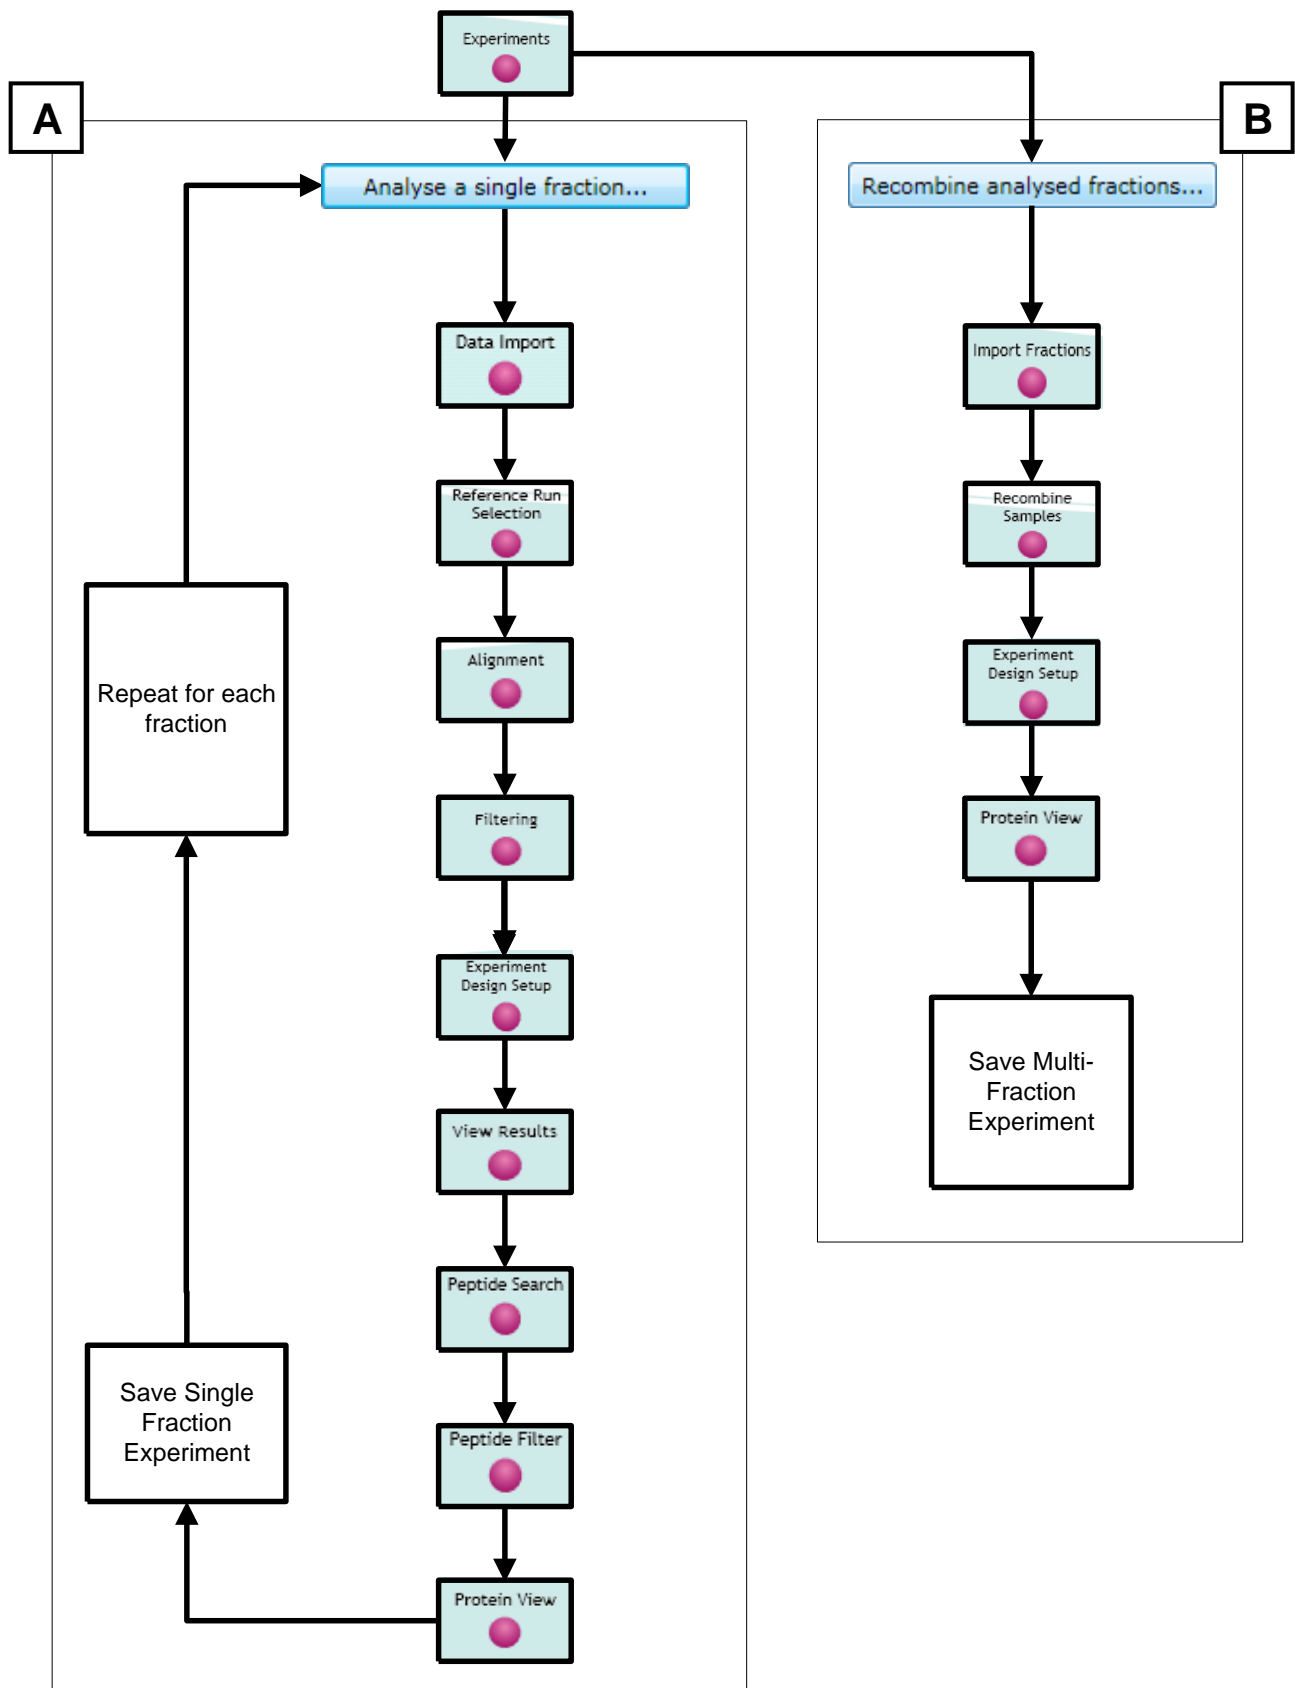 Experiments
A
Analyse a single fraction...
Data Import
Reference Run
Selection
Alignment
Filtering
Experiment
Design Setup
View Results
Peptide Search
Peptide Filter
Protein View
Save Single
Fraction
Experiment
Repeat for each
fraction
B
Recombine analysed fractions...
Import Fractions
Recombine
Samples
Experiment
Design Setup
Protein View
Save Multi-
Fraction
Experiment